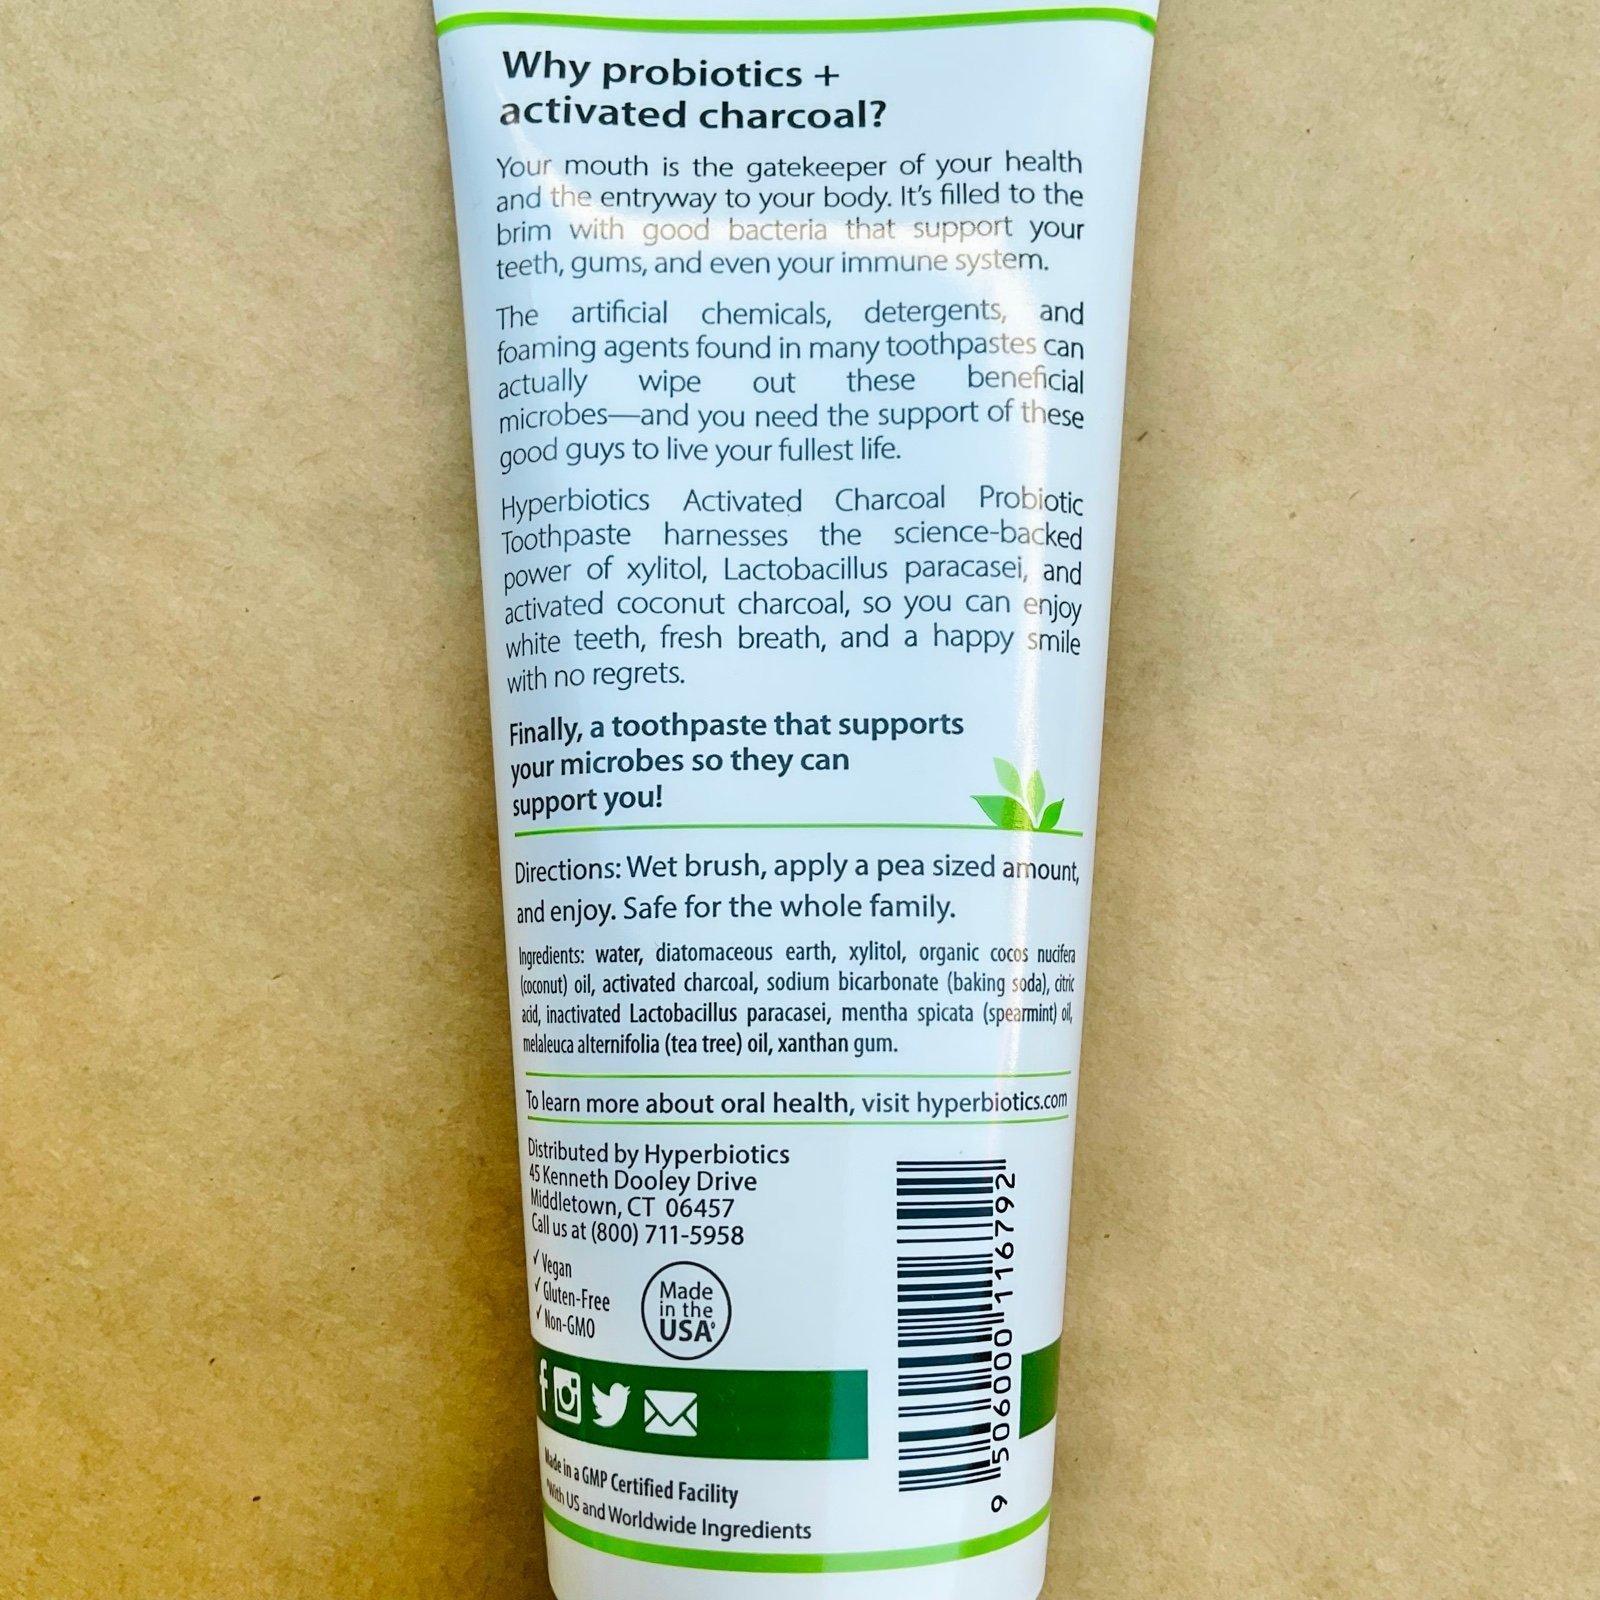 Why probiotics +
activated charcoal?
Your mouth is the gatekeeper of your health
and the entryway to your body. It's filled to the
brim with good bacteria that support your
teeth, gums, and even your immune system.
The artificial chemicals, detergents, and
foaming agents found in many toothpastes can
actually wipe out these beneficial
microbes—and you need the support of these
good guys to live your fullest life.
Hyperbiotics Activated Charcoal Probiotic
Toothpaste harnesses the science-backed
power of xylitol, Lactobacillus paracasei, and
activated coconut charcoal, so you can enjoy
white teeth, fresh breath, and a happy smile
with no regrets.
Finally, a toothpaste that supports
your microbes so they can
support you!
Directions: Wet brush, apply a pea sized amount,
and enjoy. Safe for the whole family.
Ingredients: water, diatomaceous earth, xylitol, organic cocos nucifera
(coconut) oil, activated charcoal, sodium bicarbonate (baking soda), citric
acid, inactivated Lactobacillus paracasei, mentha spicata (spearmint) oil,
melaleuca alternifolia (tea tree) oil, xanthan gum.
To learn more about oral health, visit hyperbiotics.com
Distributed by Hyperbiotics
45 Kenneth Dooley Drive
Middletown, CT 06457
Call us at (800) 711-5958
✓ Vegan
✓ Gluten-Free
✓ Non-GMO
Made
in the
USA°
Made in a GMP Certified Facility
°With US and Worldwide Ingredients
9 506000 116792